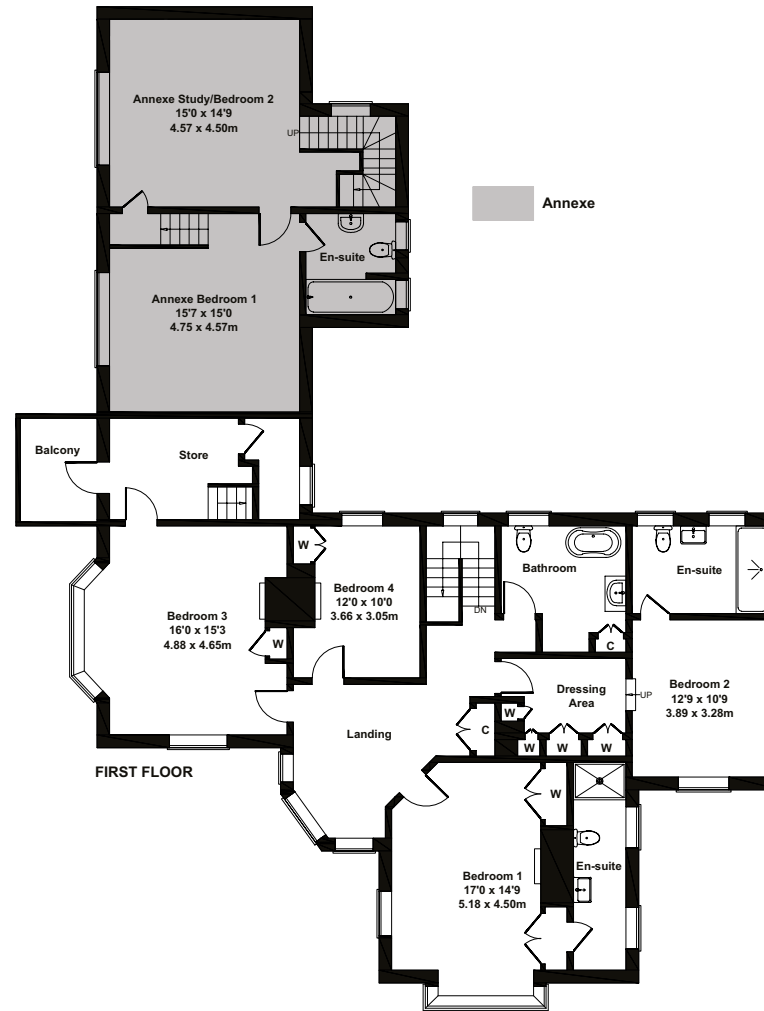 Annexe Study/Bedroom 2
15'0 x 14'9
4.57 x 4.50m
UP
Annexe
En-suite
Annexe Bedroom 1
15'7 x 15'0
4.75 x 4.57m
Balcony
Store
W
Bedroom 4
12'0 x 10'0
3.66 x 3.05m
Bathroom
En-suite
DN
Bedroom 3
16'0 x 15'3
4.88 x 4.65m
W
C
Bedroom 2
12'9 x 10'9
3.89 x 3.28m
Dressing
Area
UP
W
C
Landing
W
W
W
FIRST FLOOR
W
Bedroom 1
17'0 x 14'9
5.18 x 4.50m
En-suite
W